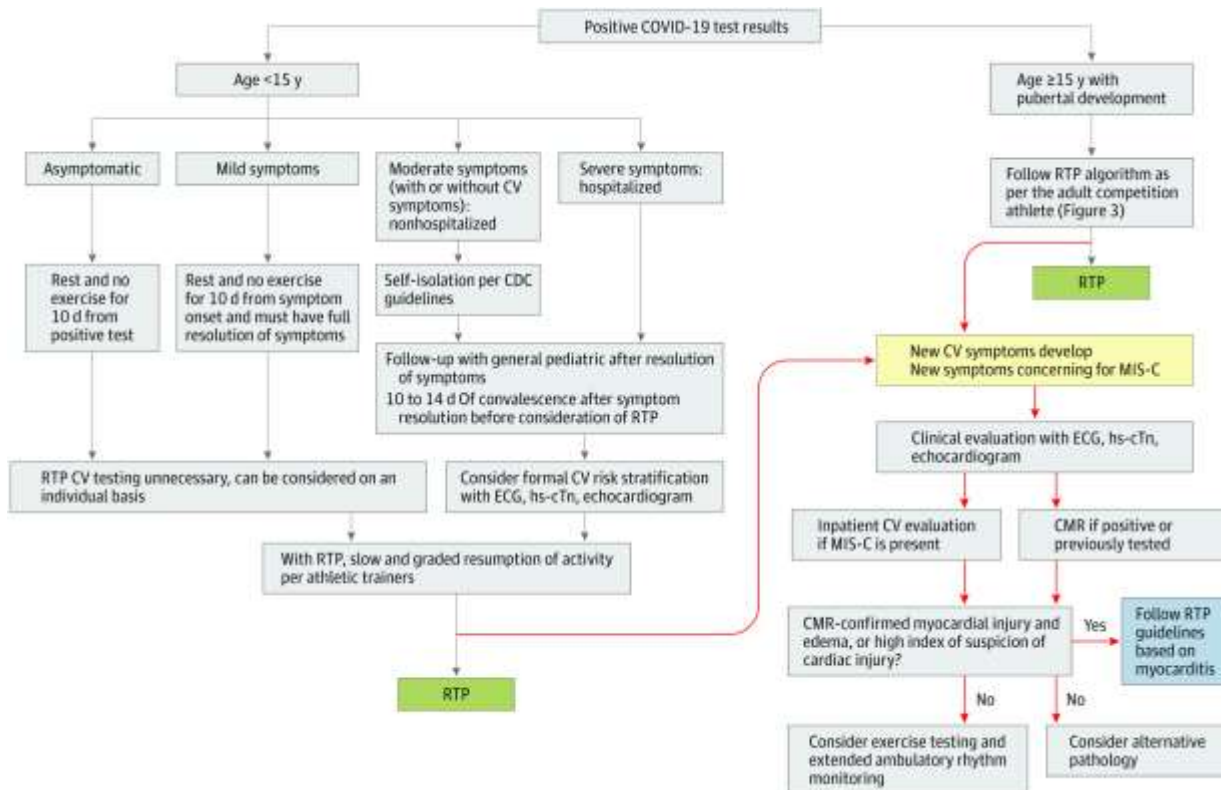 Positive COVID-19 test results
Age <15 y
Age ≥15 y with
pubertal development
Asymptomatic
Mild symptoms
Moderate symptoms
(with or without CV
symptoms):
nonhospitalized
Severe symptoms:
hospitalized
Follow RTP algorithm as
per the adult competition
athlete (Figure 3)
Rest and no
exercise for
10 d from
positive test
Rest and no exercise
for 10 d from symptom
onset and must have full
resolution of symptoms
Self-isolation per CDC
guidelines
RTP
Follow-up with general pediatric after resolution
of symptoms
10 to 14 d Of convalescence after symptom
resolution before consideration of RTP
New CV symptoms develop
New symptoms concerning for MIS-C
Clinical evaluation with ECG, hs-cTn,
echocardiogram
RTP CV testing unnecessary, can be considered on an
individual basis
Consider formal CV risk stratification
with ECG, hs-cTn, echocardiogram
Inpatient CV evaluation
if MIS-C is present
CMR if positive or
previously tested
With RTP, slow and graded resumption of activity
per athletic trainers
CMR-confirmed myocardial injury and
edema, or high index of suspicion of
cardiac injury?
Yes
Follow RTP
guidelines
based on
myocarditis
RTP
No
No
Consider exercise testing and
extended ambulatory rhythm
monitoring
Consider alternative
pathology